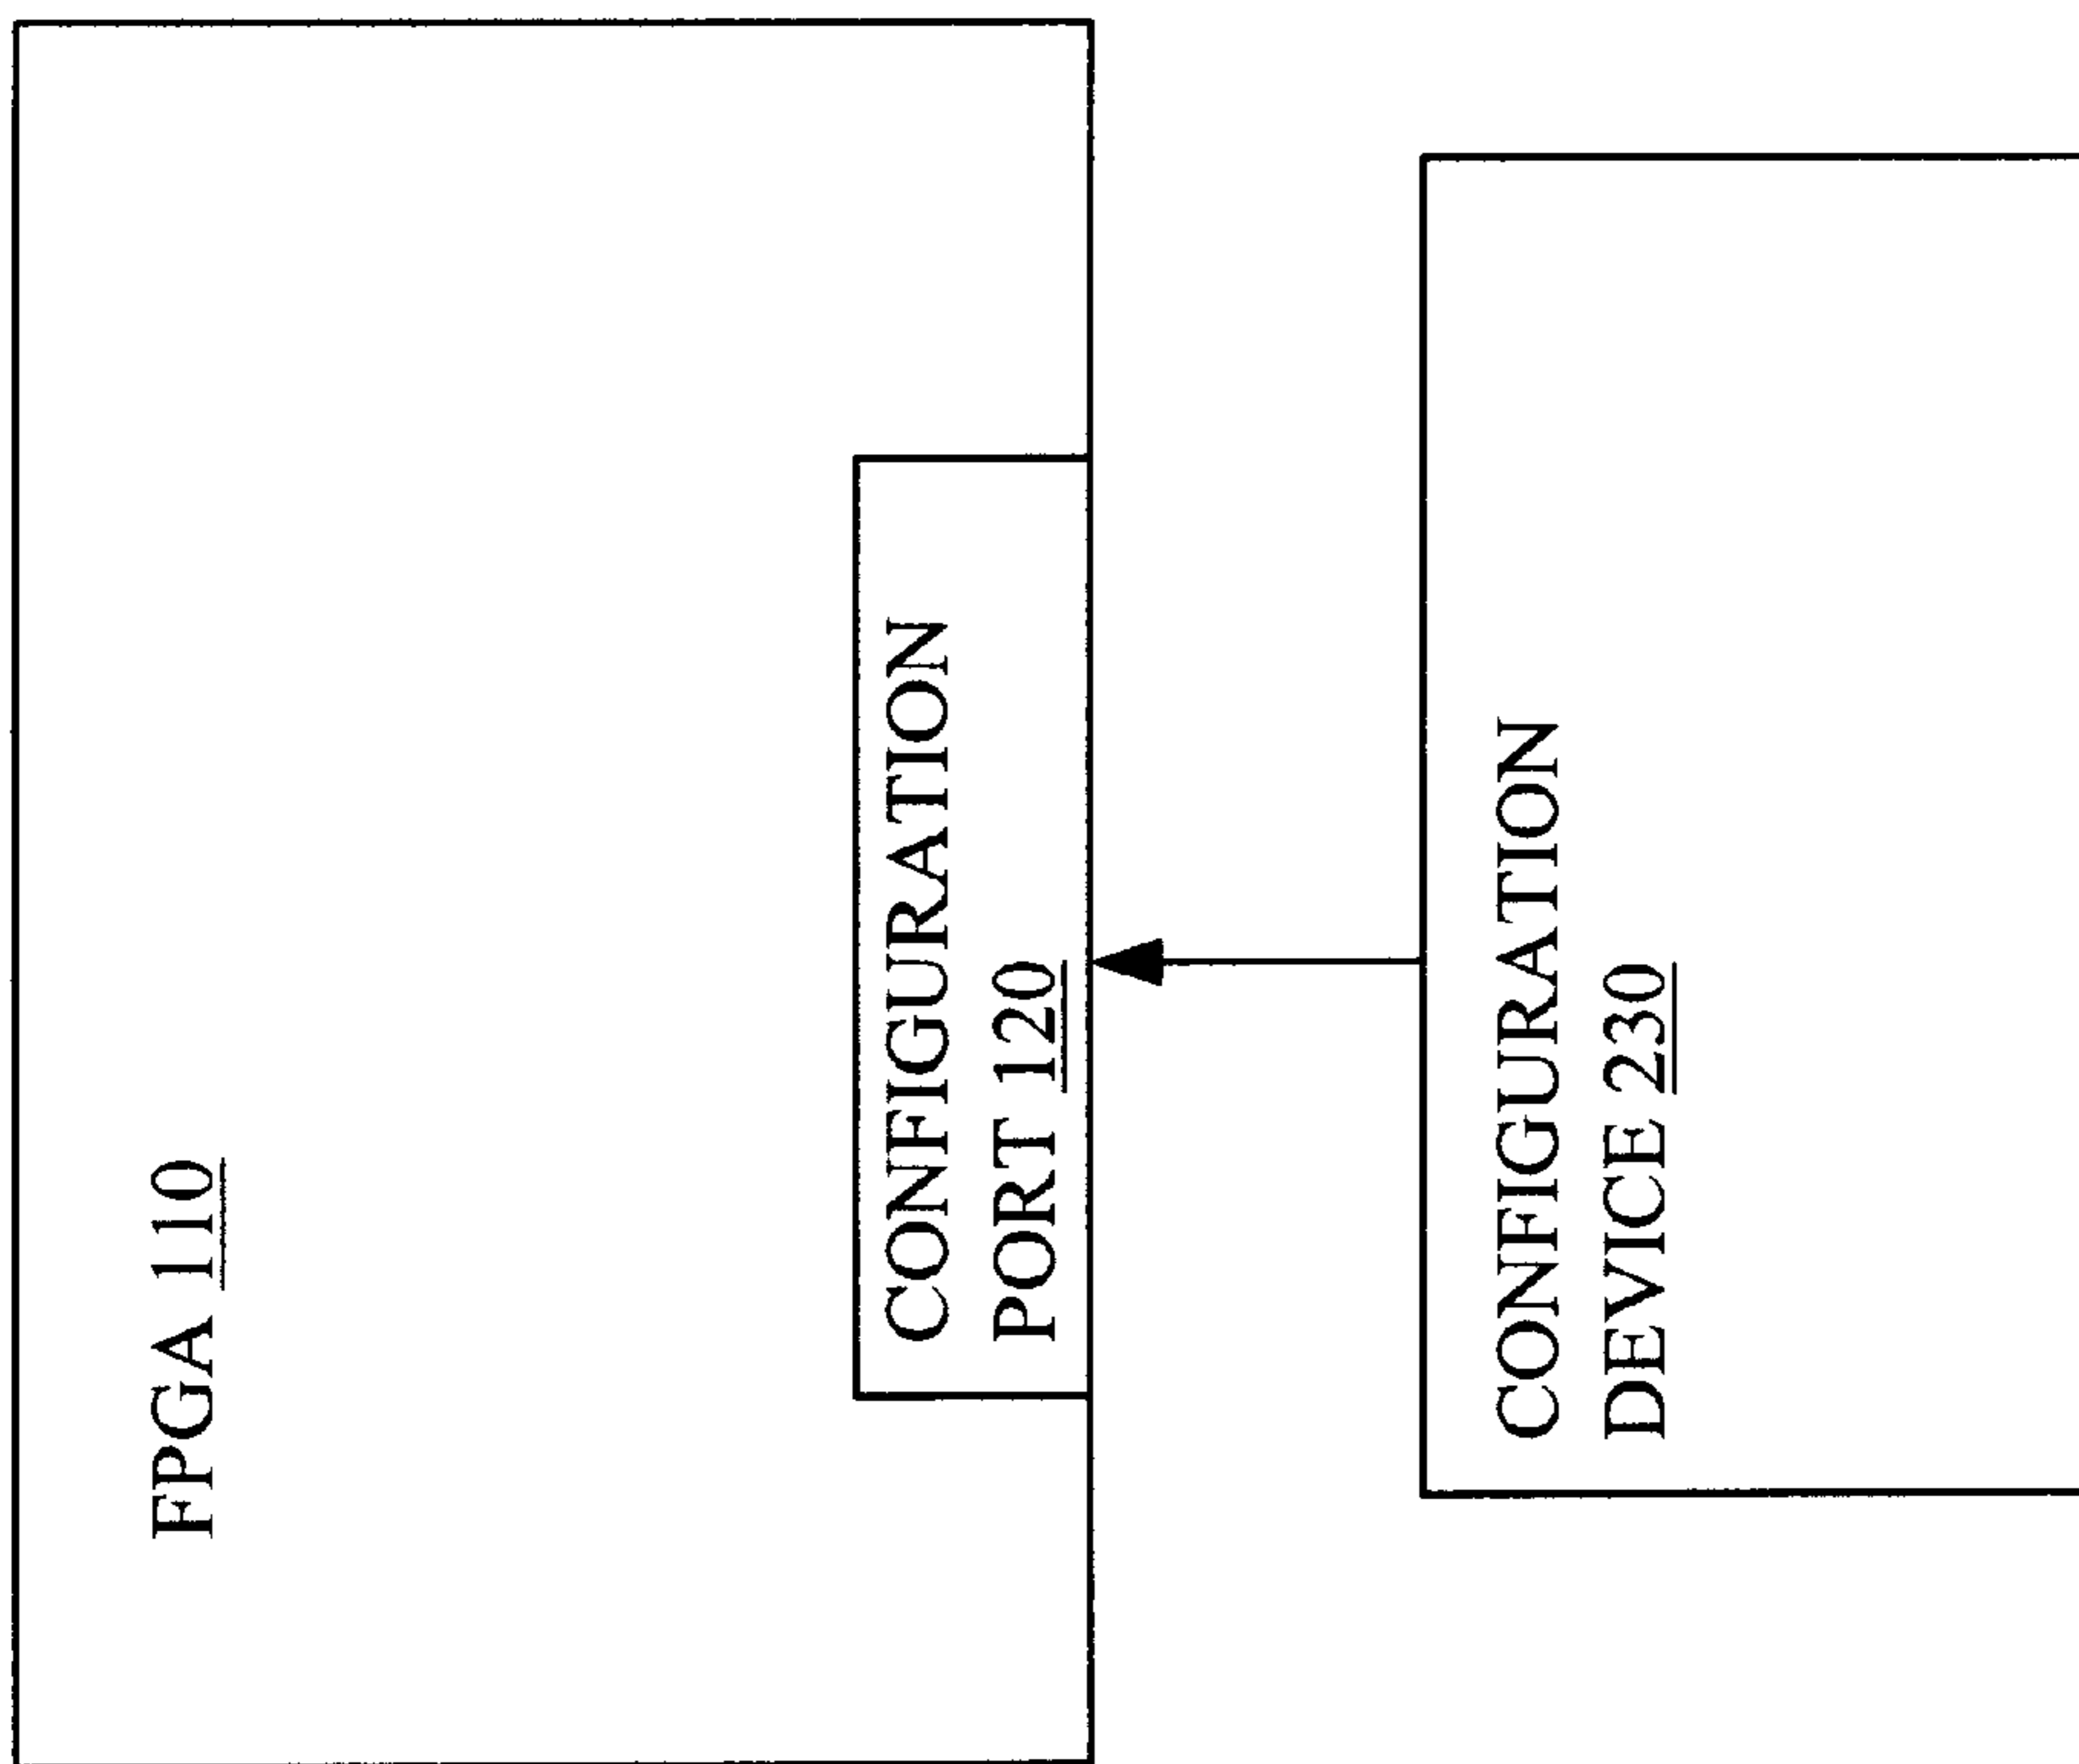 FPGA 110
CONFIGURATION
PORT 120
CONFIGURATION
DEVICE 230